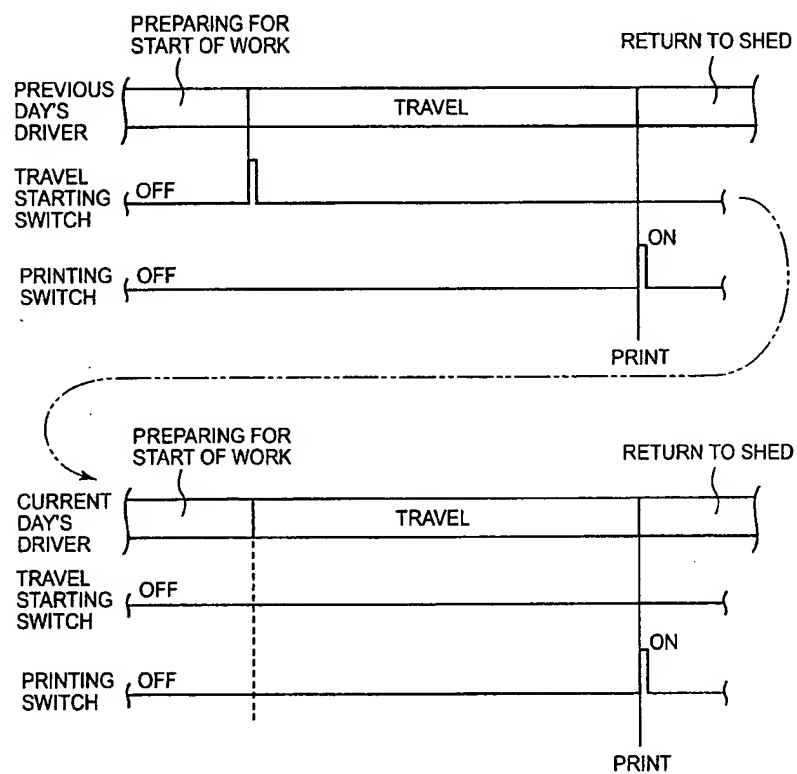 PREPARING FOR
START OF WORK
RETURN TO SHED
PREVIOUS
DAY'S
DRIVER
TRAVEL
TRAVEL
STARTING
SWITCH
OFF
ON
PRINTING
SWITCH
OFF
PRINT
PREPARING FOR
START OF WORK
RETURN TO SHED
CURRENT
DAY'S
DRIVER
TRAVEL
TRAVEL
STARTING
SWITCH
OFF
ON
PRINTING
SWITCH
OFF
PRINT